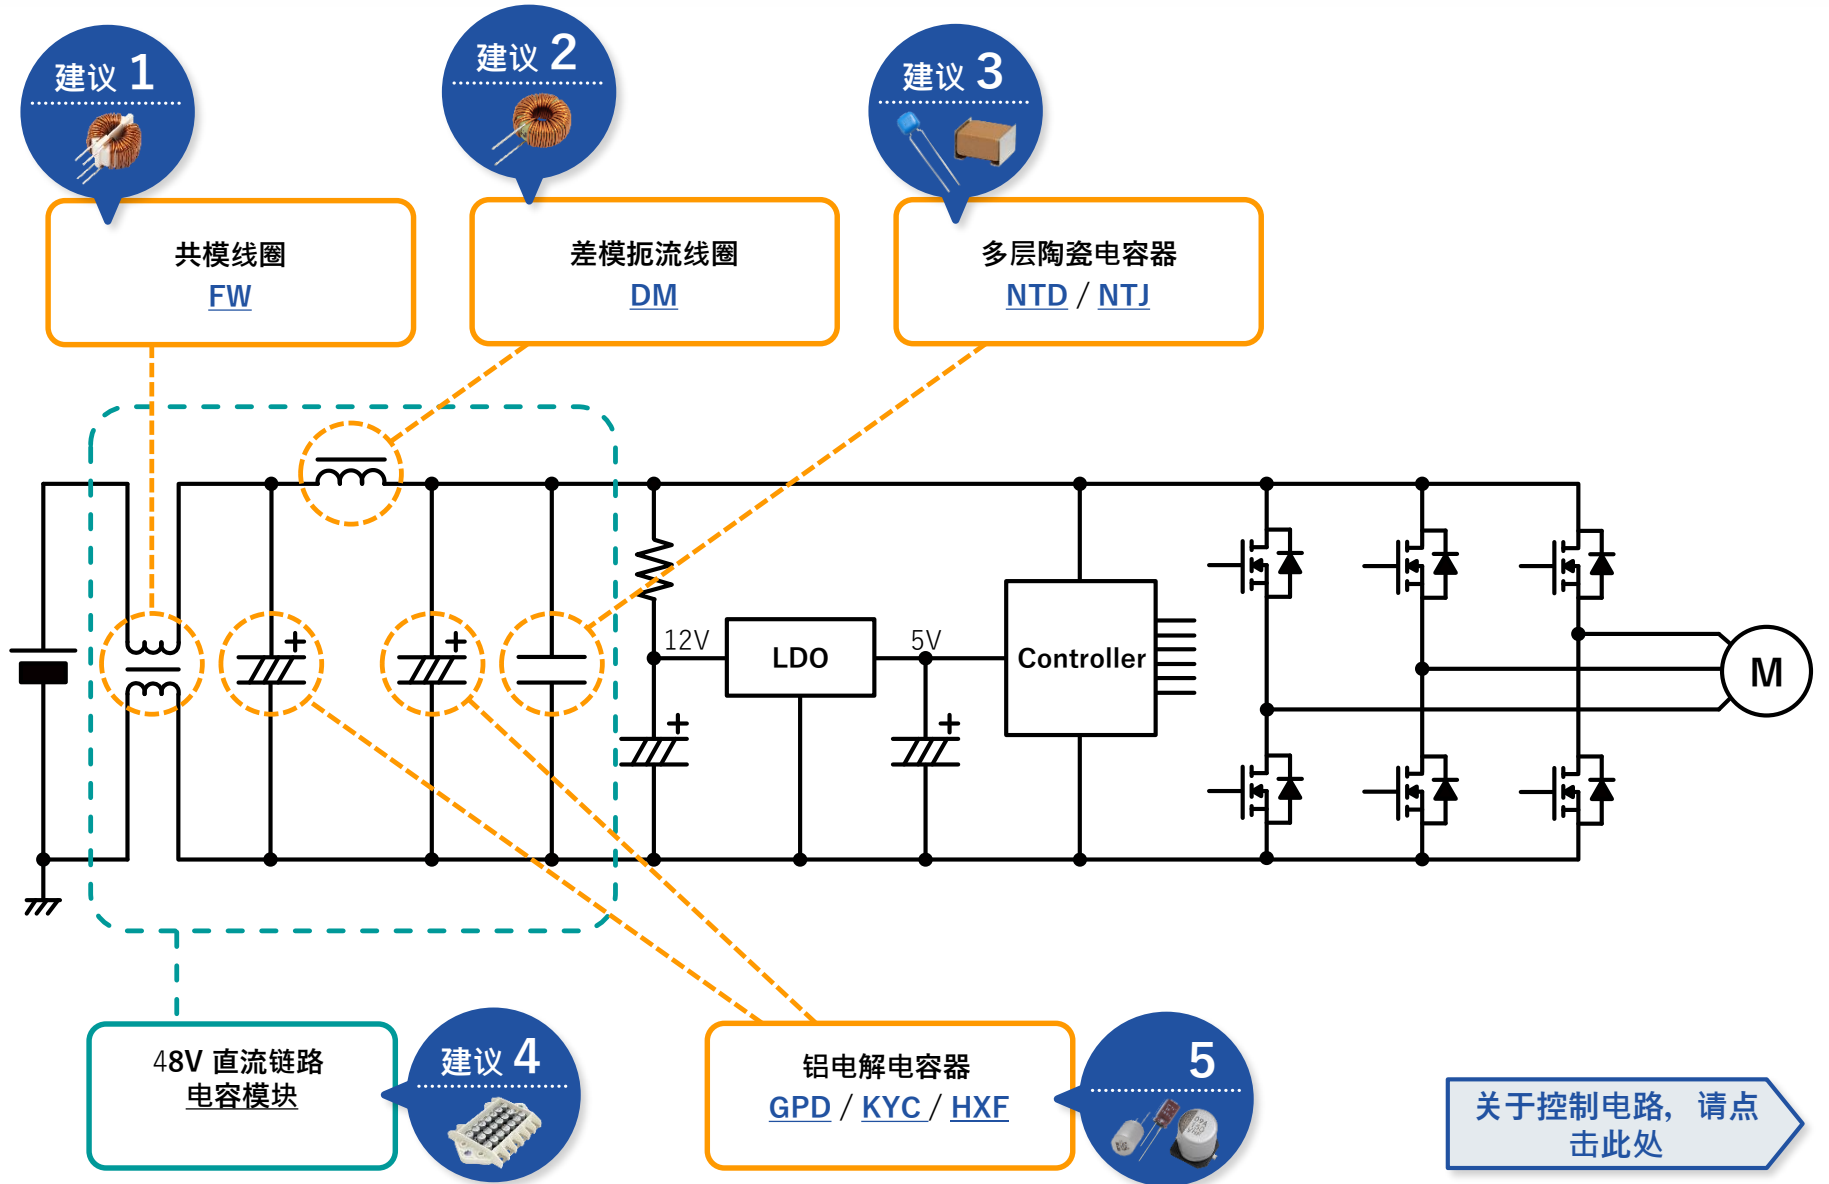 建议 1
建议 2
建议 3
共模线圈
FW
差模扼流线圈
DM
多层陶瓷电容器
NTD / NTJ
12V
LDO
5V
Controller
M
48V 直流链路
电容模块
建议 4
铝电解电容器
GPD / KYC / HXF
5
关于控制电路，请点
击此处